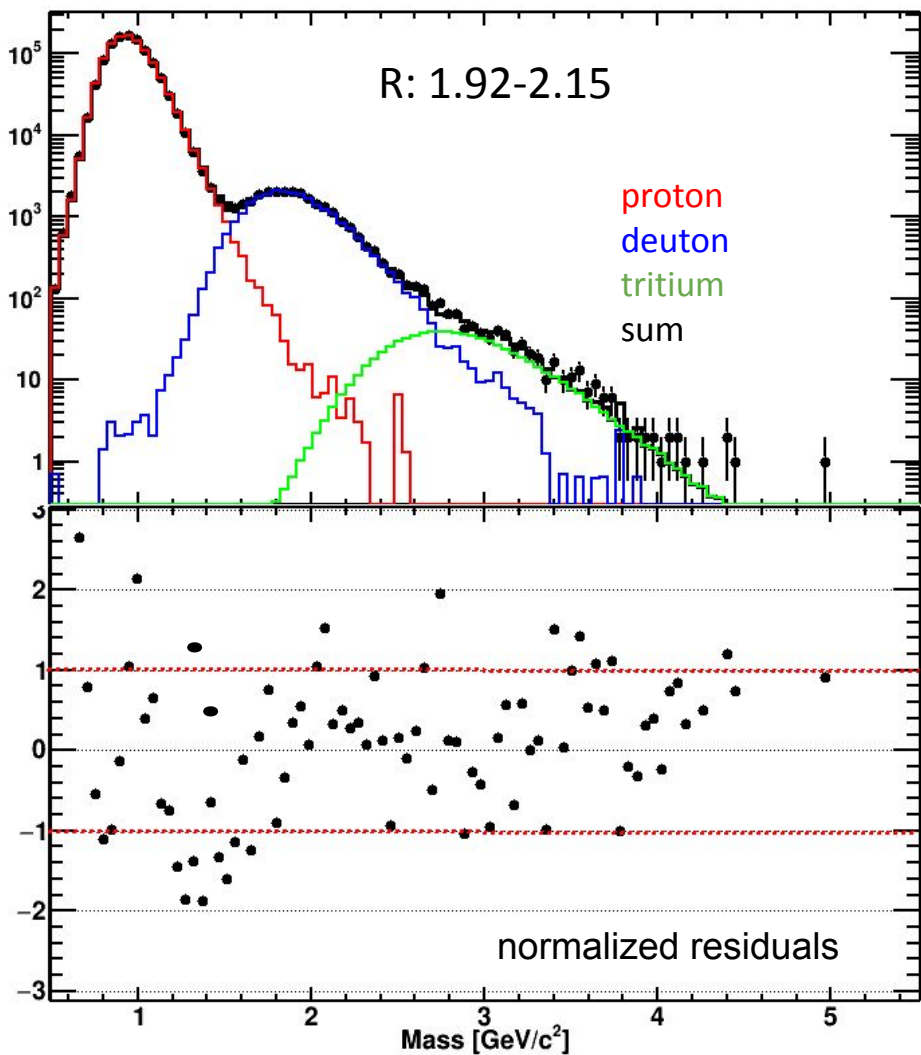 10⁵
R: 1.92-2.15
10⁴
proton
10³
deuton
tritium
10²
sum
10
1
3
2
1
0
−1
−2
normalized residuals
−3
1 2 3 4 5
Mass [GeV/c²]